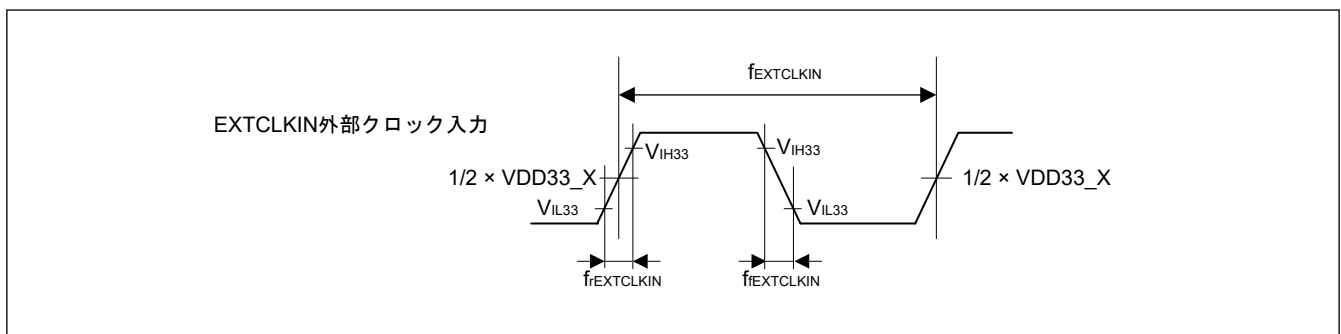 fEXTCLKIN
EXTCLKIN外部クロック入力
VIH33
VIH33
1/2 × VDD33_X
1/2 × VDD33_X
VIL33
VIL33
frEXTCLKIN
ffEXTCLKIN